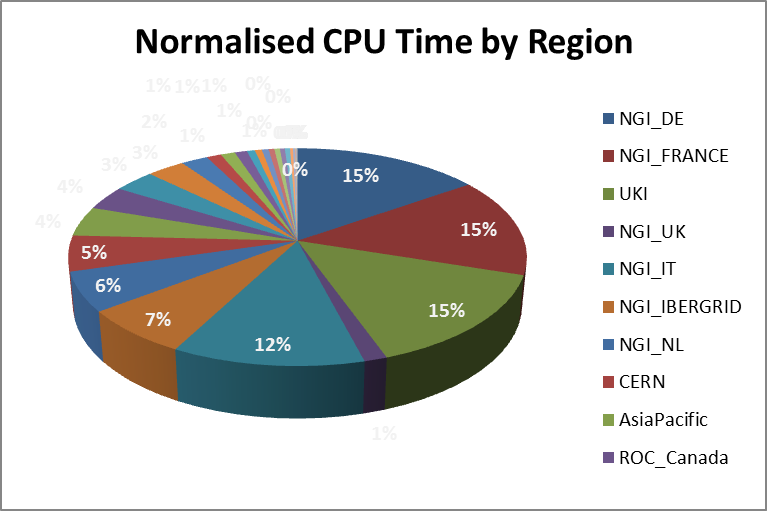 Normalised CPU Time by Region
1% 1% 1% 0%
0%
2% 1% 1% 1% 0%
3% 3%
4%
4%
5%
6%
7%
12%
1%
15%
15%
15%
0%
NGI_DE
NGI_FRANCE
UKI
NGI_UK
NGI_IT
NGI_IBERGRID
NGI_NL
CERN
AsiaPacific
ROC_Canada